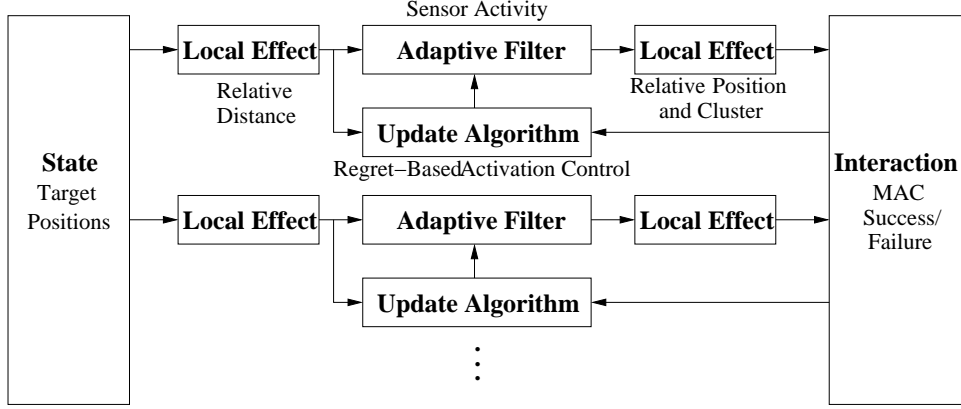 Sensor Activity
Local Effect
Adaptive Filter
Local Effect
Relative
Distance
Relative Position
and Cluster
Update Algorithm
Regret−BasedActivation Control
State
Target
Positions
Interaction
MAC
Success/
Failure
Local Effect
Adaptive Filter
Local Effect
Update Algorithm